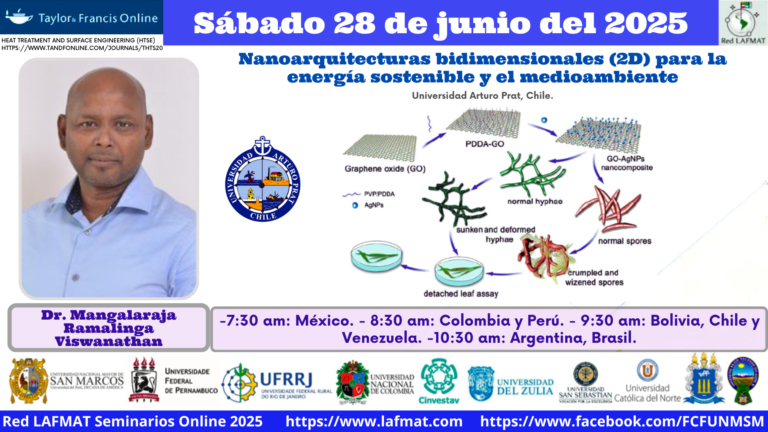 Taylor & Francis Online
HEAT TREATMENT AND SURFACE ENGINEERING (HTSE)
HTTPS://WWW.TANDFONLINE.COM/JOURNALS/THTS20
Sábado 28 de junio del 2025
Red LAFMAT
Nanoarquitecturas bidimensionales (2D) para la
energía sostenible y el medioambiente
Universidad Arturo Prat, Chile.
UNIVERSIDAD ARTURO PRAT
CHILE
Graphene oxide (GO)
PDDA-GO
GO-AgNPs
nanocomposite
PVP/PDDA
AgNPs
normal hyphae
normal spores
sunken and deformed
hyphae
crumpled and
wizened spores
detached leaf assay
Dr. Mangalaraja
Ramalinga
Viswanathan
-7:30 am: México. - 8:30 am: Colombia y Perú. - 9:30 am: Bolivia, Chile y
Venezuela. -10:30 am: Argentina, Brasil.
UNIVERSIDAD NACIONAL MAYOR DE
SAN MARCOS
UNIVERSIDADE
FEDERAL
DE PERNAMBUCO
UFRRJ
UNIVERSIDADE FEDERAL RURAL
DO RIO DE JANEIRO
UNIVERSIDAD
NACIONAL
DE COLOMBIA
Cinvestav
UNIVERSIDAD
DEL ZULIA
UNIVERSIDAD
SAN SEBASTIAN
VOCACIÓN POR LA EXCELENCIA
Universidad
Católica del Norte
Red LAFMAT Seminarios Online 2025
https://www.lafmat.com
https://www.facebook.com/FCFUNMSM